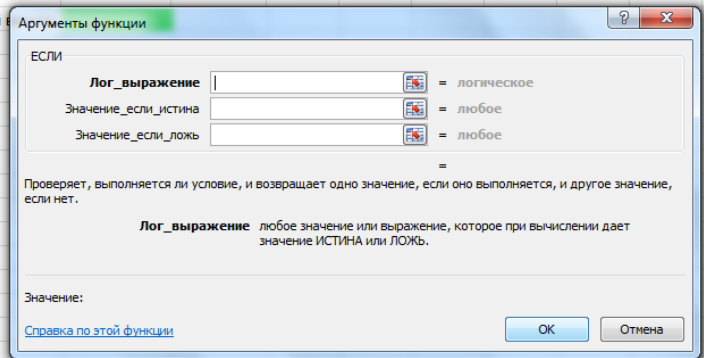 Аргументы функции
ЕСЛИ
Лог_выражение = логическое
Значение_если_истина = любое
Значение_если_ложь = любое
=
Проверяет, выполняется ли условие, и возвращает одно значение, если оно выполняется, и другое значение,
если нет.
Лог_выражение любое значение или выражение, которое при вычислении дает
значение ИСТИНА или ЛОЖЬ.
Значение:
Справка по этой функции
ОК
Отмена